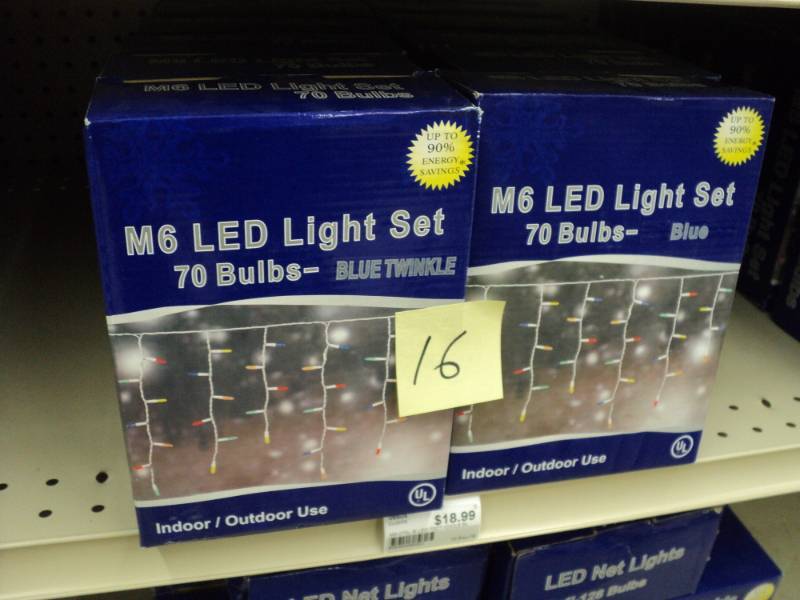 M6 LED Light Set
70 Bulbs
UP TO
90%
ENERGY
SAVINGS
M6 LED Light Set
70 Bulbs- BLUE TWINKLE
Indoor / Outdoor Use
UL
UP TO
90%
ENERGY
SAVINGS
M6 LED Light Set
70 Bulbs- Blue
Indoor / Outdoor Use
UL
16
$18.99
LED Net Lights
LED Net Lights
126 Bulbs